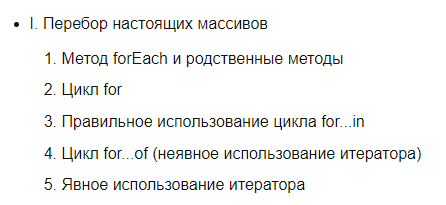 • I. Перебор настоящих массивов
1. Метод forEach и родственные методы
2. Цикл for
3. Правильное использование цикла for...in
4. Цикл for...of (неявное использование итератора)
5. Явное использование итератора